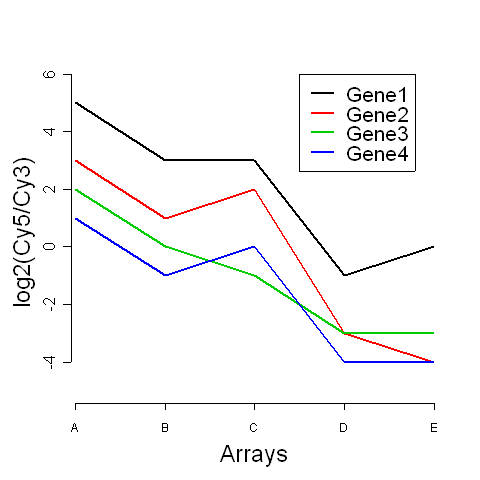 Gene1
Gene2
Gene3
Gene4
log2(Cy5/Cy3)
6
4
2
0
-2
-4
A B C D E
Arrays